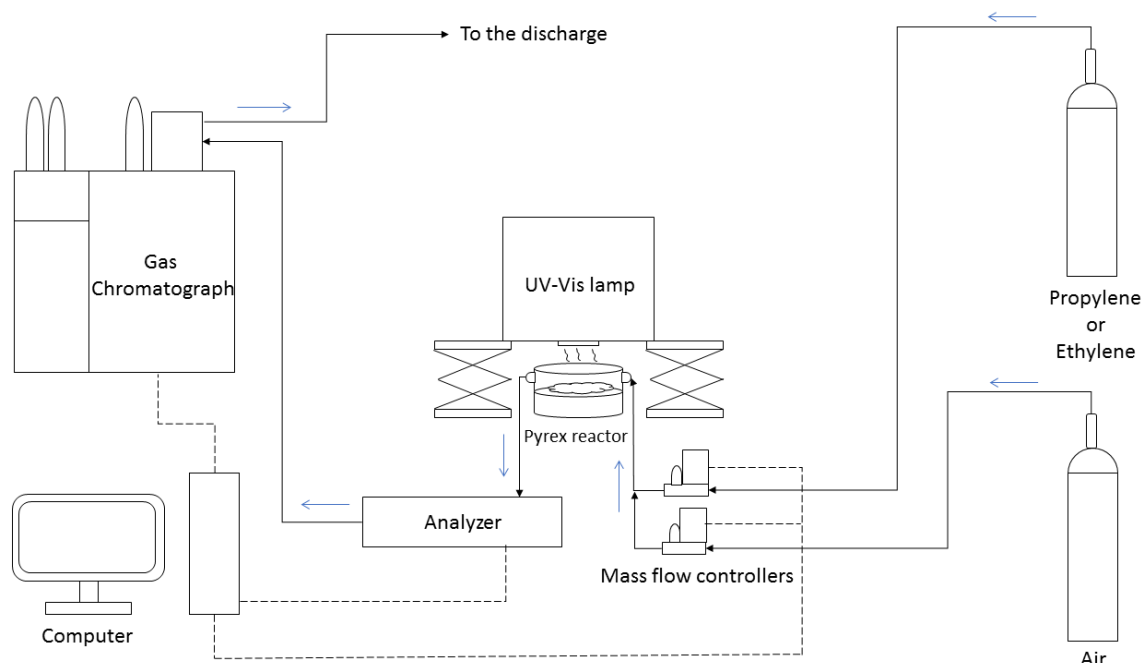 To the discharge
Gas
Chromatograph
UV-Vis lamp
Propylene
or
Ethylene
Pyrex reactor
Analyzer
Mass flow controllers
Computer
Air